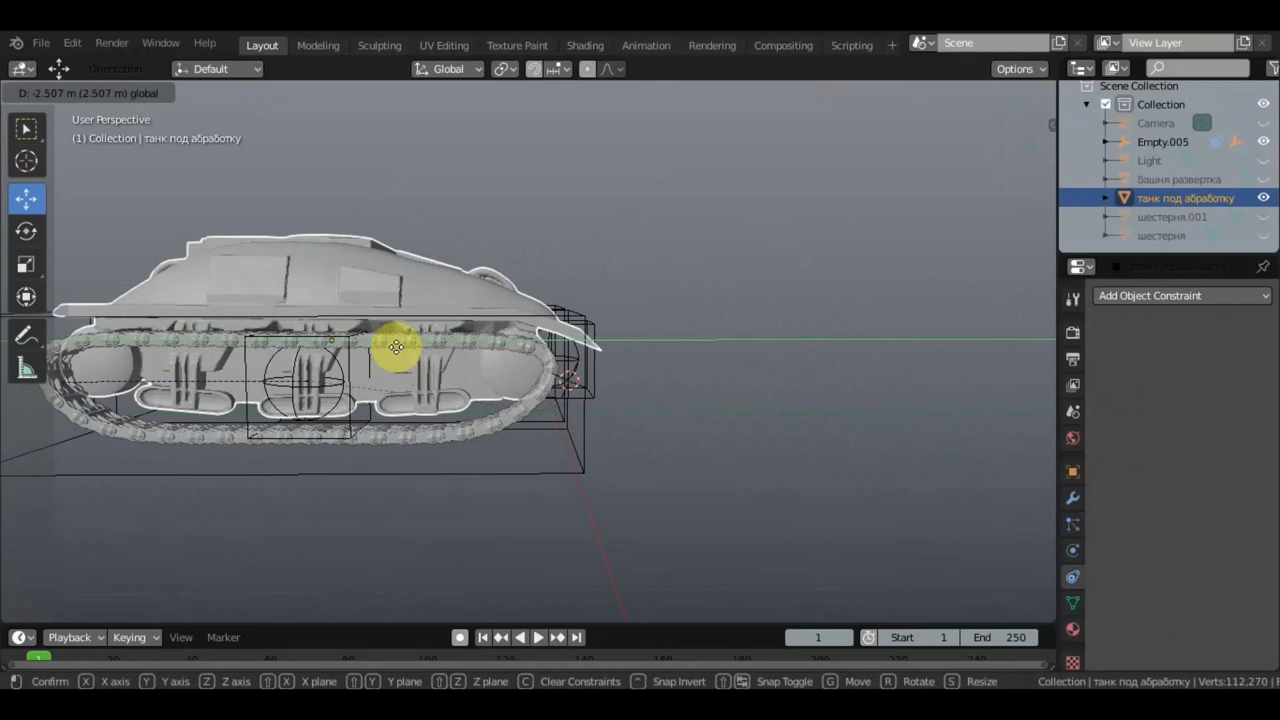 File Edit Render Window Help Layout Modeling Sculpting UV Editing Texture Paint Shading Animation Rendering Compositing Scripting + Scene View Layer
Orientation Default Global Options
D: -2.507 m (2.507 m) global
User Perspective
(1) Collection | танк под абработку
Scene Collection
Collection
Camera
Empty.005
Light
башня развертка
танк под абработку
шестерня.001
шестерня
Add Object Constraint
Playback Keying View Marker 1 Start 1 End 250
1
Confirm X X axis Y Y axis Z Z axis X X plane Y Y plane Z Z plane C Clear Constraints Snap Invert Snap Toggle G Move R Rotate S Resize Collection | танк под абработку | Verts:112,270 | F